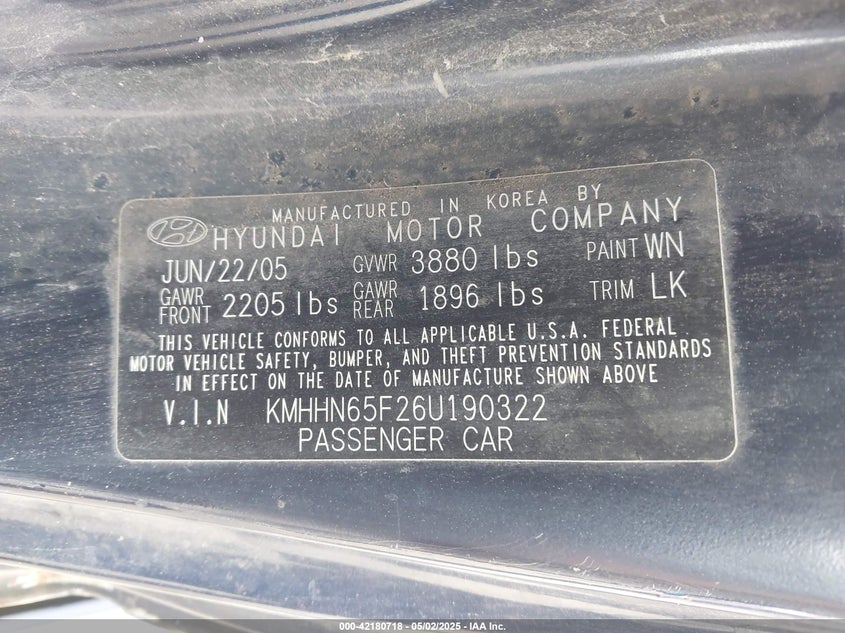 MANUFACTURED IN KOREA BY
HYUNDAI MOTOR COMPANY
JUN/22/05 GVWR 3880 lbs PAINT WN
GAWR FRONT 2205 lbs GAWR REAR 1896 lbs TRIM LK
THIS VEHICLE CONFORMS TO ALL APPLICABLE U.S.A. FEDERAL
MOTOR VEHICLE SAFETY, BUMPER, AND THEFT PREVENTION STANDARDS
IN EFFECT ON THE DATE OF MANUFACTURE SHOWN ABOVE
V.I.N KMHHN65F26U190322
PASSENGER CAR
000-42180718 - 05/02/2025 - IAA Inc.